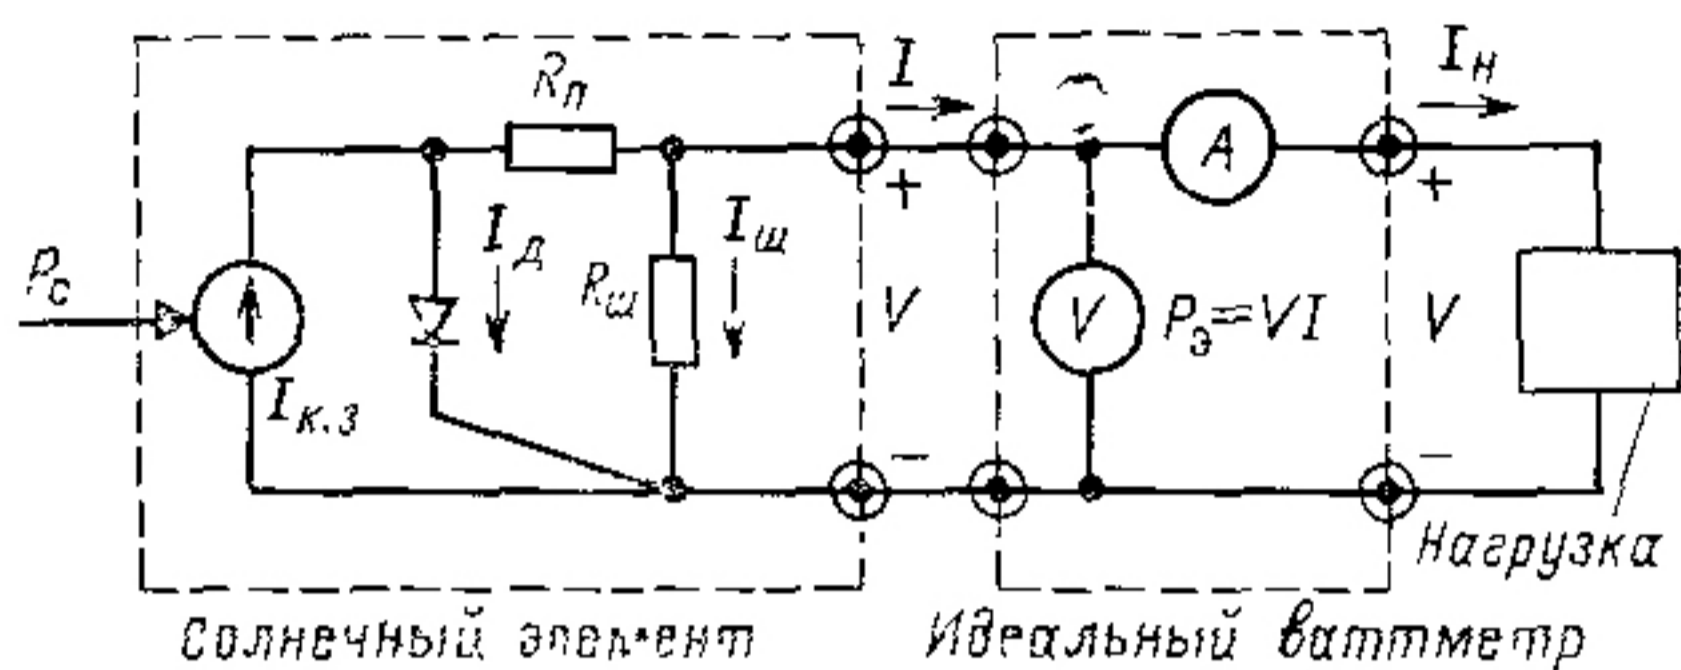 Rп
I
Iн
A
+
+
Iд
Iш
Pс
Rш
V
V
Pэ=VI
V
Iк.з
−
−
Нагрузка
Солнечный элемент
Идеальный ваттметр